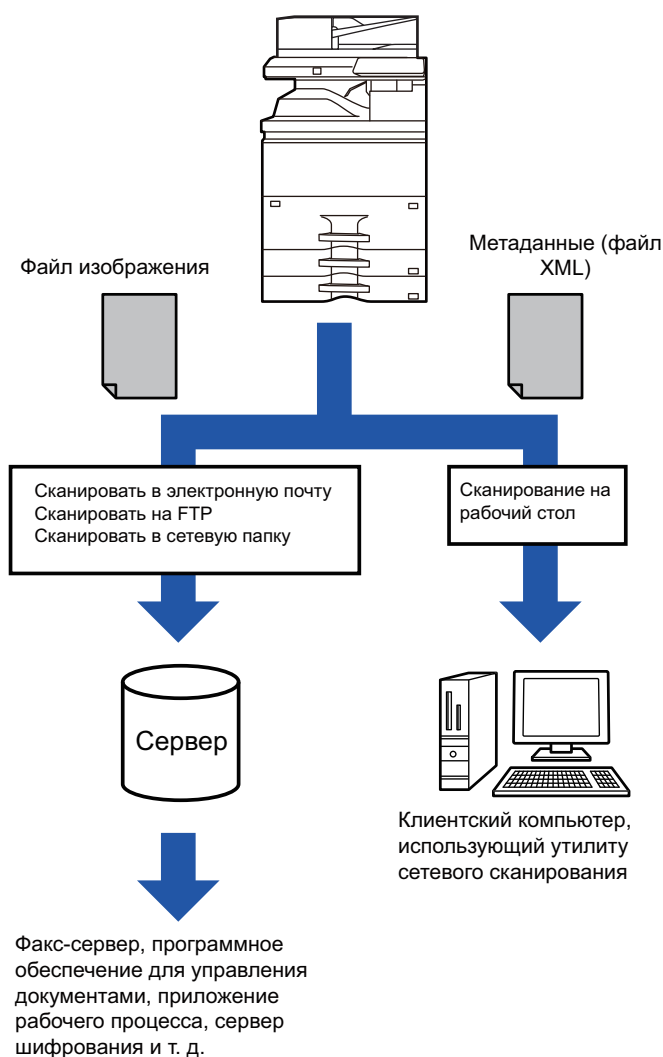 Файл изображения
Метаданные (файл
XML)
Сканировать в электронную почту
Сканировать на FTP
Сканировать в сетевую папку
Сканирование на
рабочий стол
Сервер
Клиентский компьютер,
использующий утилиту
сетевого сканирования
Факс-сервер, программное
обеспечение для управления
документами, приложение
рабочего процесса, сервер
шифрования и т. д.